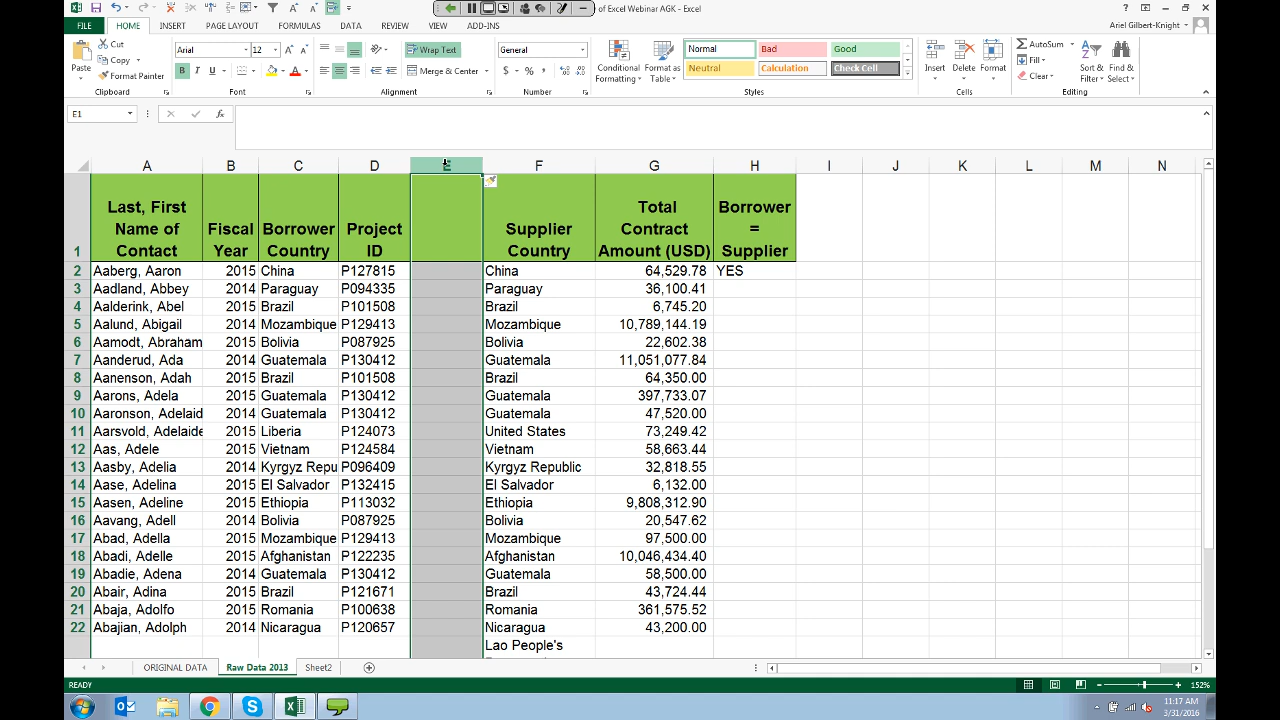 of Excel Webinar AGK - Excel
FILE HOME INSERT PAGE LAYOUT FORMULAS DATA REVIEW VIEW ADD-INS Ariel Gilbert-Knight
Paste Cut
Copy
Format Painter
Clipboard
Arial 12
B I U
Font
Wrap Text
Merge & Center
Alignment
General
$ % ,
Number
Conditional Formatting
Format as Table
Normal Bad Good
Neutral Calculation Check Cell
Styles
Insert Delete Format
Cells
AutoSum
Fill
Clear
Sort & Filter
Find & Select
Editing
E1 fx
A B C D E F G H I J K L M N
1 Last, First Name of Contact Fiscal Year Borrower Country Project ID Supplier Country Total Contract Amount (USD) Borrower = Supplier
2 Aaberg, Aaron 2015 China P127815 China 64,529.78 YES
3 Aadland, Abbey 2014 Paraguay P094335 Paraguay 36,100.41
4 Aalderink, Abel 2015 Brazil P101508 Brazil 6,745.20
5 Aalund, Abigail 2014 Mozambique P129413 Mozambique 10,789,144.19
6 Aamodt, Abraham 2015 Bolivia P087925 Bolivia 22,602.38
7 Aanderud, Ada 2014 Guatemala P130412 Guatemala 11,051,077.84
8 Aanenson, Adah 2015 Brazil P101508 Brazil 64,350.00
9 Aarons, Adela 2015 Guatemala P130412 Guatemala 397,733.07
10 Aaronson, Adelaid 2014 Guatemala P130412 Guatemala 47,520.00
11 Aarsvold, Adelaide 2015 Liberia P124073 United States 73,249.42
12 Aas, Adele 2015 Vietnam P124584 Vietnam 58,663.44
13 Aasby, Adelia 2014 Kyrgyz Repu P096409 Kyrgyz Republic 32,818.55
14 Aase, Adelina 2015 El Salvador P132415 El Salvador 6,132.00
15 Aasen, Adeline 2015 Ethiopia P113032 Ethiopia 9,808,312.90
16 Aavang, Adell 2014 Bolivia P087925 Bolivia 20,547.62
17 Abad, Adella 2015 Mozambique P129413 Mozambique 97,500.00
18 Abadi, Adelle 2015 Afghanistan P122235 Afghanistan 10,046,434.40
19 Abadie, Adena 2014 Guatemala P130412 Guatemala 58,500.00
20 Abair, Adina 2015 Brazil P121671 Brazil 43,724.44
21 Abaja, Adolfo 2015 Romania P100638 Romania 361,575.52
22 Abajian, Adolph 2014 Nicaragua P120657 Nicaragua 43,200.00
Lao People's
ORIGINAL DATA Raw Data 2013 Sheet2
READY 152%
11:17 AM
3/31/2016